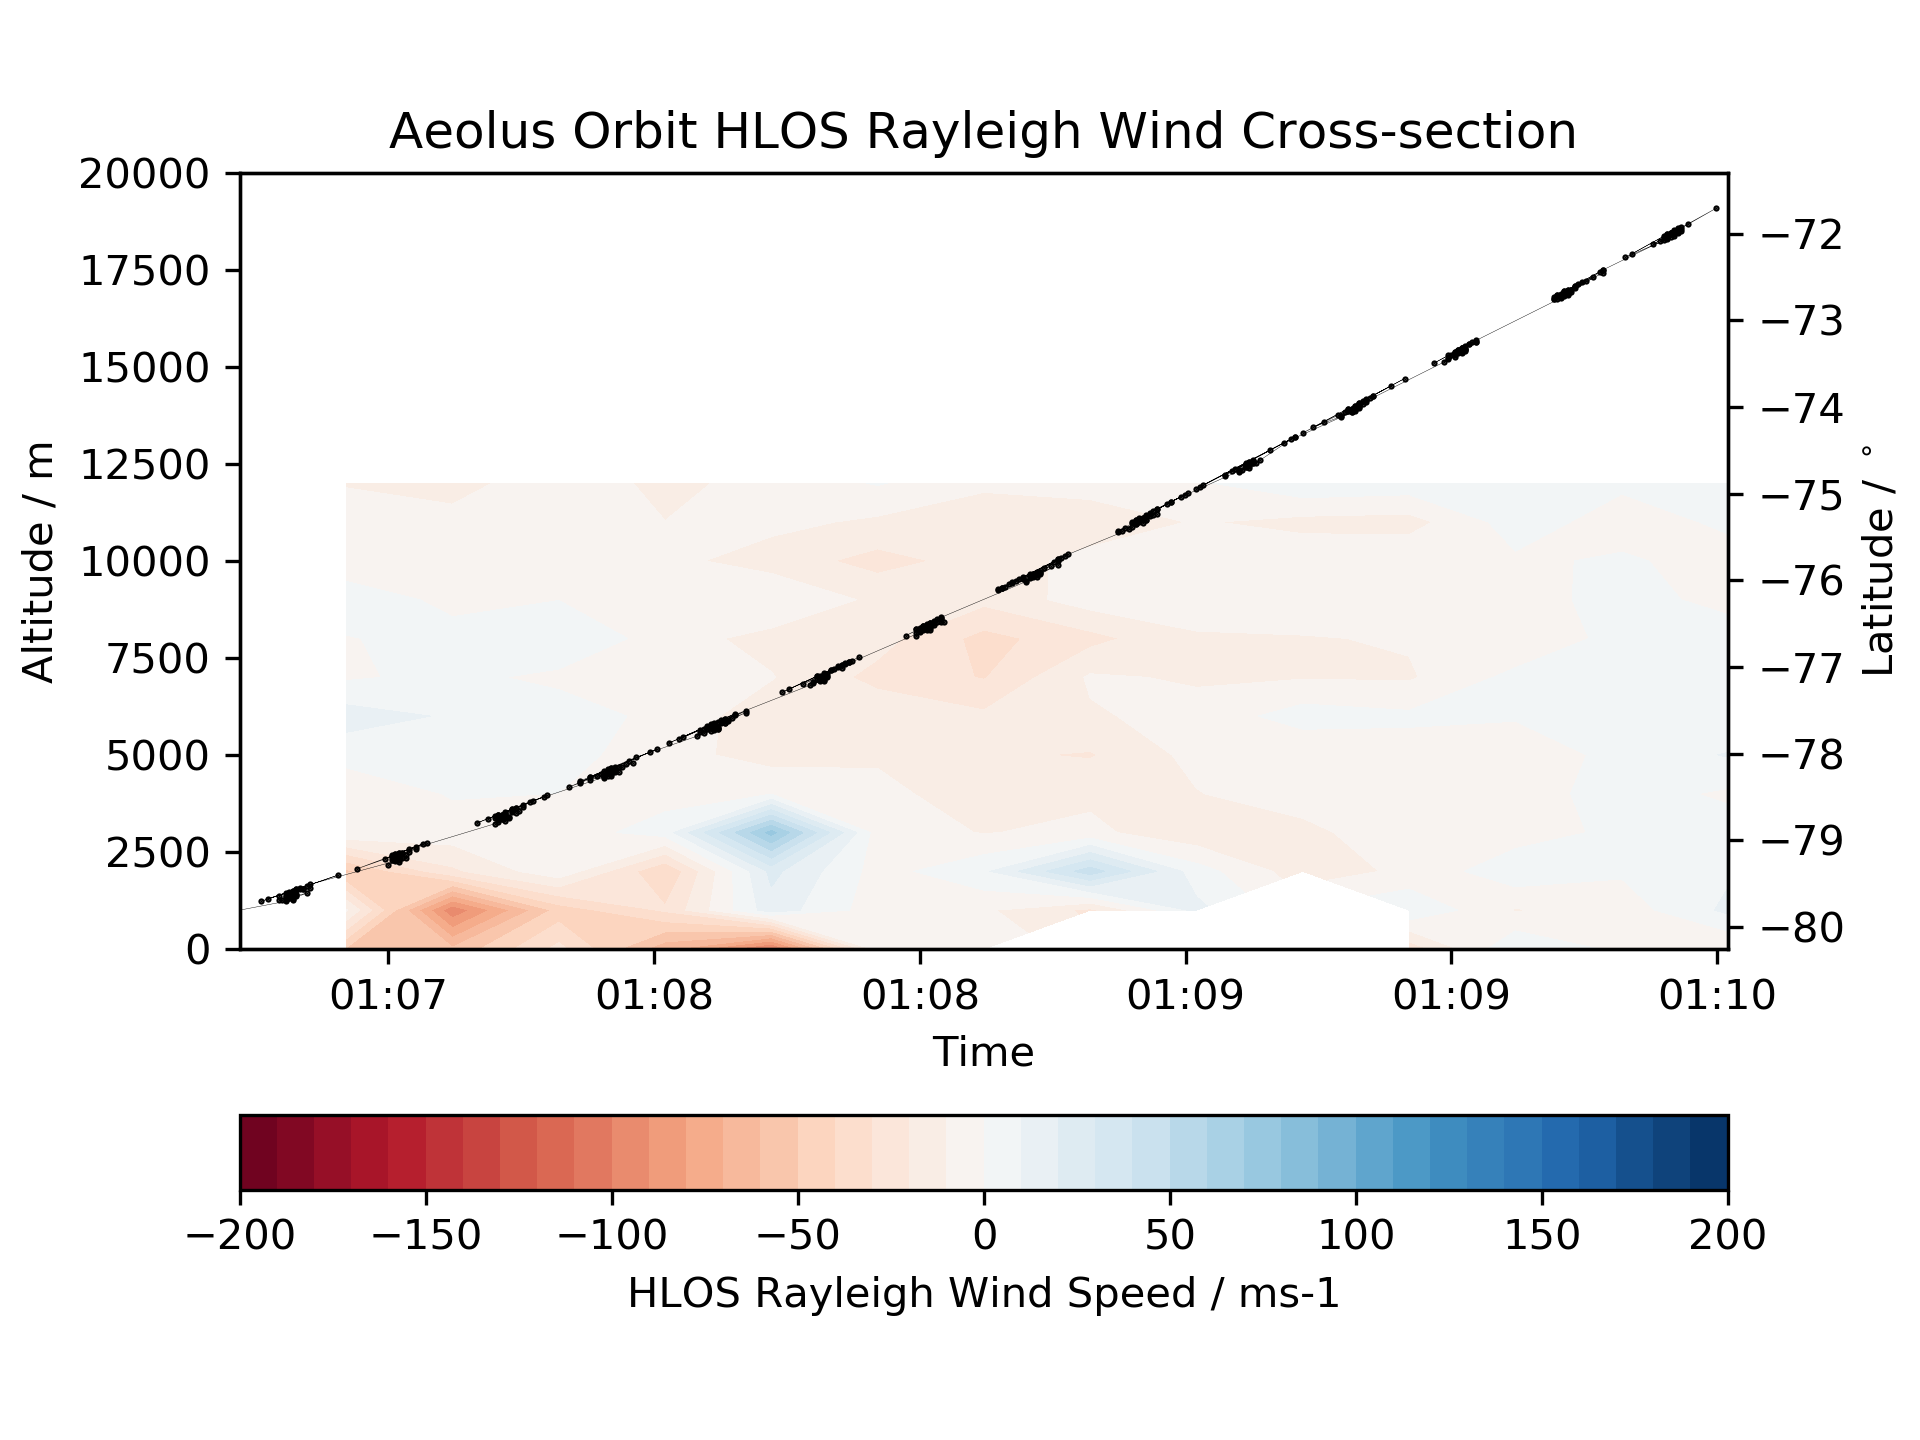 Aeolus Orbit HLOS Rayleigh Wind Cross-section
20000
17500
15000
12500
10000
7500
5000
2500
0
Altitude / m
−72
−73
−74
−75
−76
−77
−78
−79
−80
Latitude / °
01:07 01:08 01:08 01:09 01:09 01:10
Time
−200 −150 −100 −50 0 50 100 150 200
HLOS Rayleigh Wind Speed / ms-1